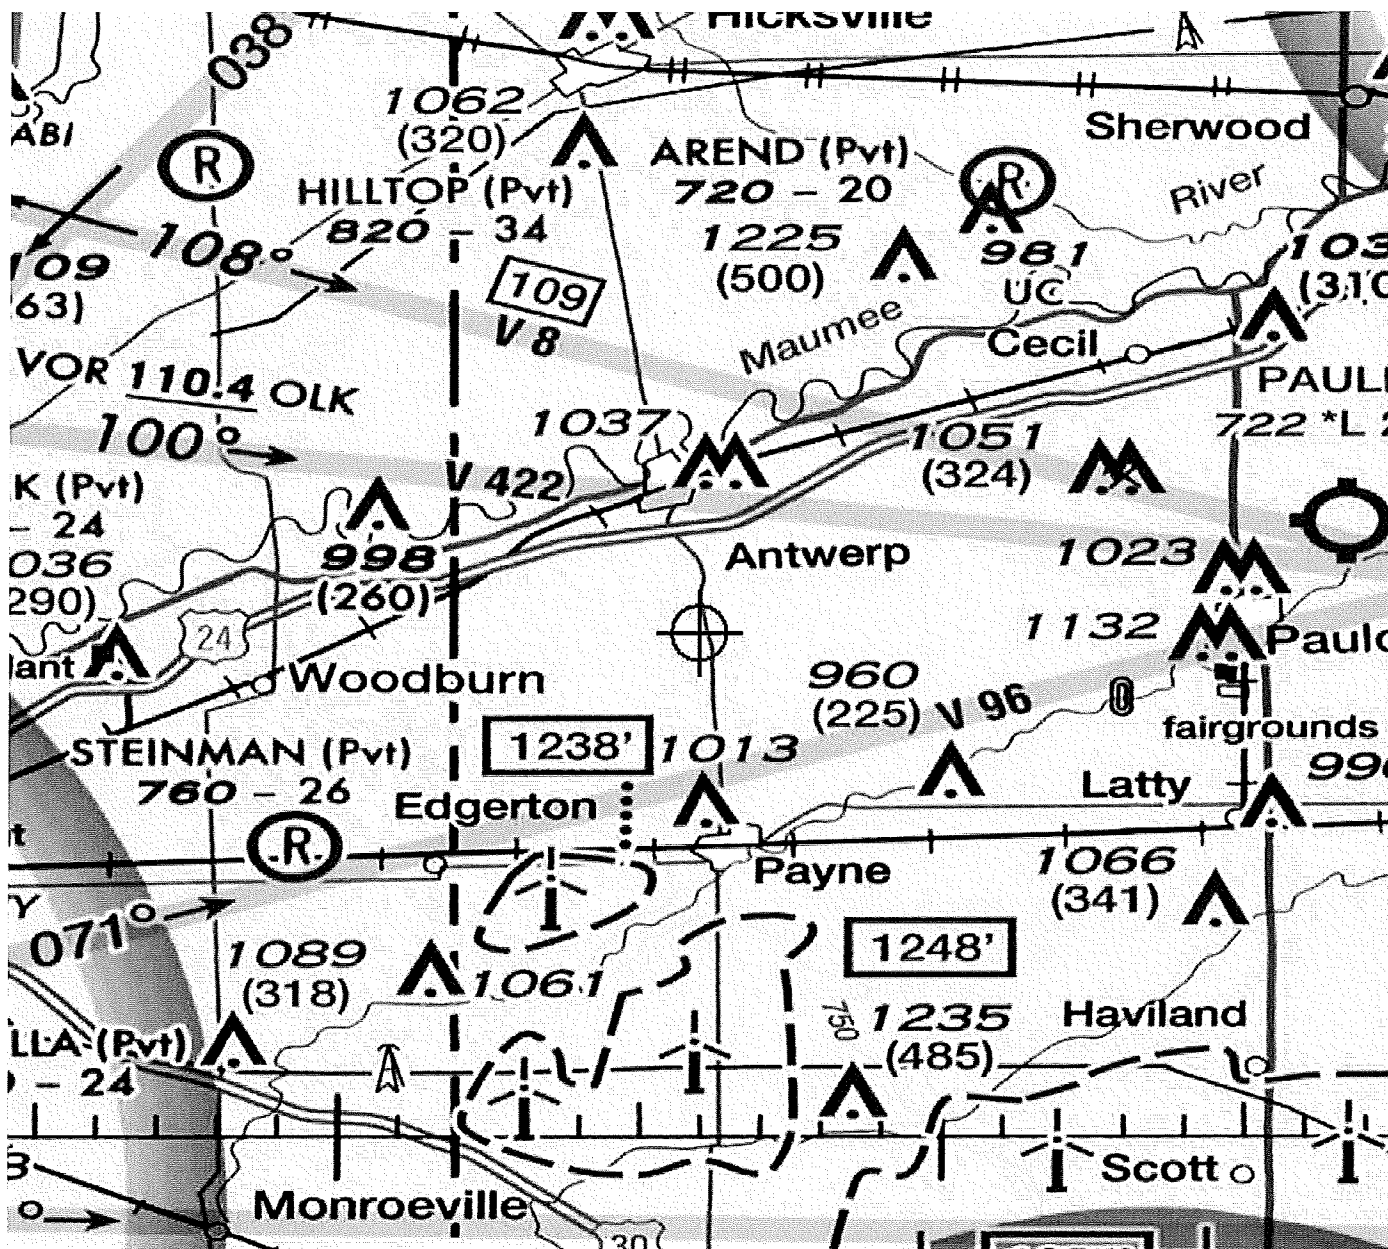 Hicksville
038
1062
(320)
ABI
R
HILLTOP (Pvt)
820 - 34
AREND (Pvt)
720 - 20
Sherwood
R
River
108°
1225
(500)
981
UC
109
V 8
(310
63)
Maumee
Cecil
VOR 110.4 OLK
100°
PAUL
722 *L
1037
1051
(324)
V 422
K (Pvt)
- 24
998
(260)
036
290)
Antwerp
1023
24
1132
Paul
lant
Woodburn
960
(225)
V 96
fairgrounds
STEINMAN (Pvt)
760 - 26
1238'
1013
Edgerton
Latty
99
R
Payne
1066
(341)
Y
071°
1089
(318)
1061
1248'
750
1235
(485)
Haviland
LLA (Pvt)
- 24
Scott
Monroeville
30